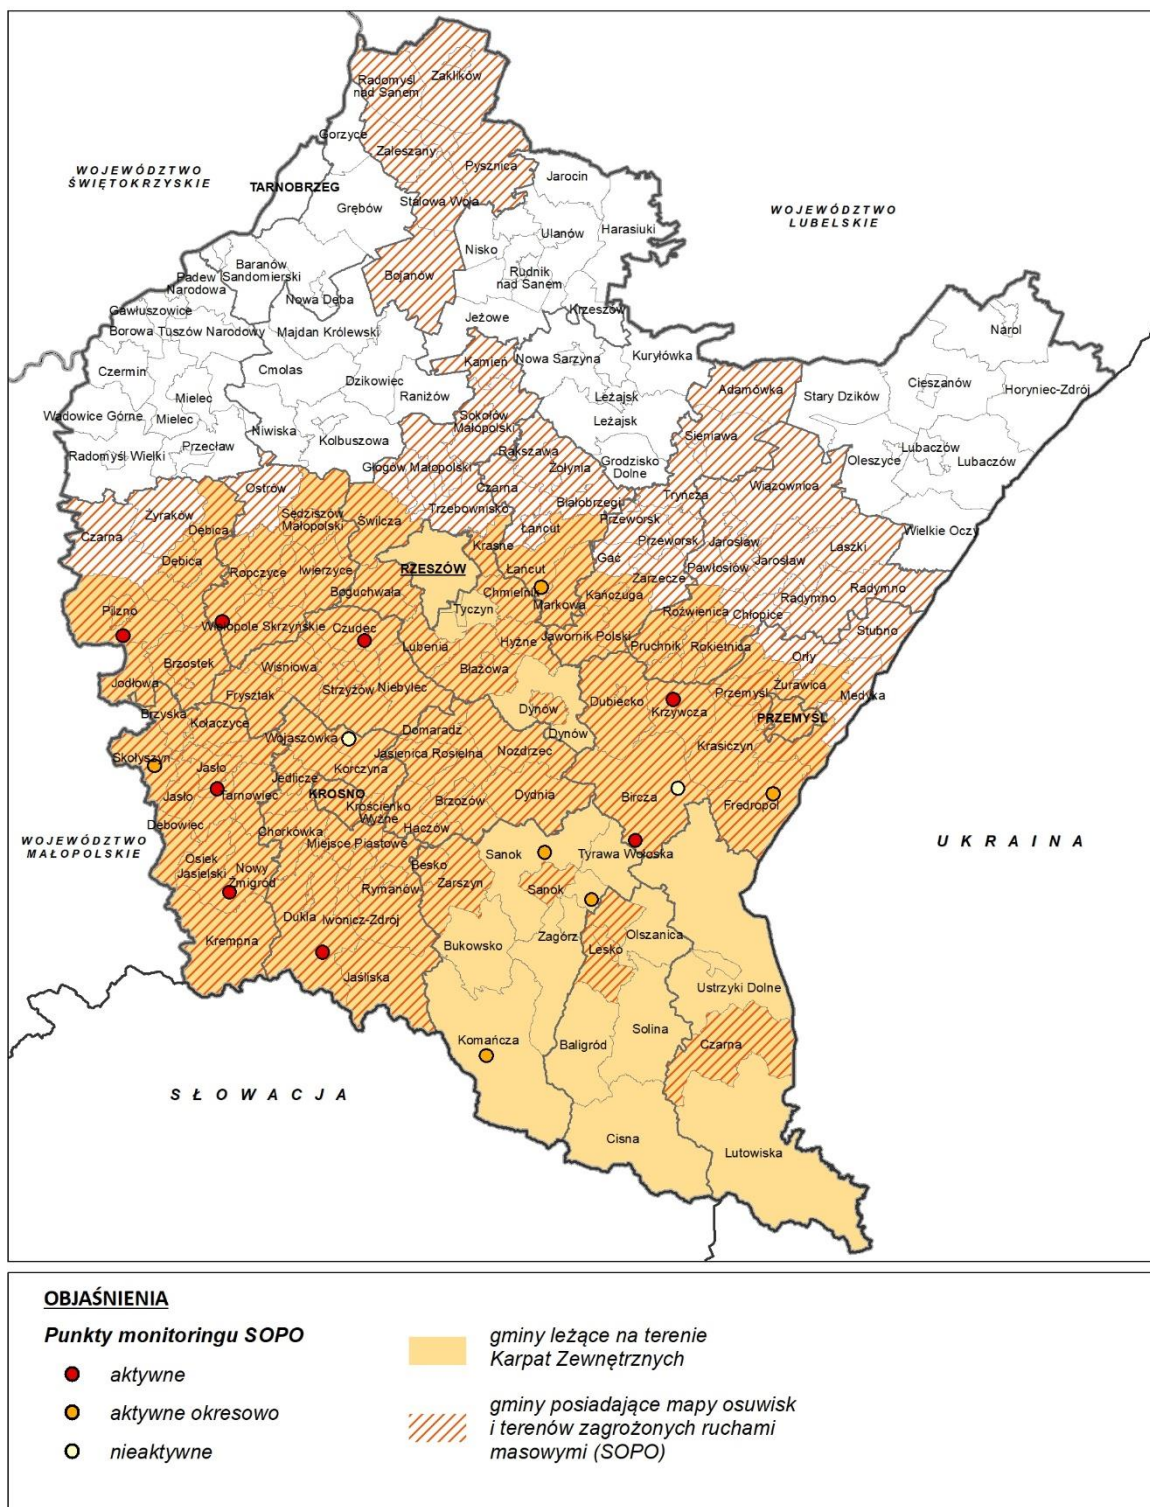 Radomyśl
nad Sanem
Zaklików
Gorzyce
Zaleszany
Pysznica
WOJEWÓDZTWO
ŚWIĘTOKRZYSKIE
TARNOBRZEG
Jarocin
Stalowa Wola
Grębów
WOJEWÓDZTWO
LUBELSKIE
Ulanów
Harasiuki
Nisko
Baranów
Sandomierski
Bojanów
Rudnik
nad Sanem
Padew
Narodowa
Nowa Dęba
Gawłuszowice
Krzeszów
Jeżowe
Borowa
Tuszów Narodowy
Majdan Królewski
Narol
Nowa Sarzyna
Kuryłówka
Kamień
Czermin
Cmolas
Dzikowiec
Adamówka
Cieszanów
Horyniec-Zdrój
Stary Dzików
Mielec
Raniżów
Leżajsk
Wadowice Górne
Mielec
Sokołów
Małopolski
Leżajsk
Niwiska
Kolbuszowa
Sieniawa
Przecław
Radomyśl Wielki
Rakszawa
Lubaczów
Oleszyce
Lubaczów
Głogów Małopolski
Żołynia
Grodzisko
Dolne
Ostrów
Czarna
Wiązownica
Tryńcza
Białobrzegi
Żyraków
Sędziszów
Małopolski
Trzebownisko
Przeworsk
Świlcza
Dębica
Łańcut
Wielkie Oczy
Czarna
Krasne
Przeworsk
Jarosław
Laszki
Dębica
Gać
Jarosław
Ropczyce
Iwierzyce
RZESZÓW
Łańcut
Pawłosiów
Zarzecze
Boguchwała
Chmielnik
Kańczuga
Radymno
Radymno
Pilzno
Tyczyn
Markowa
Roźwienica
Chłopice
Wielopole Skrzyńskie
Czudec
Stubno
Lubenia
Hyżne
Jawornik Polski
Pruchnik
Rokietnica
Orły
Brzostek
Wiśniowa
Błażowa
Jodłowa
Żurawica
Frysztak
Strzyżów
Niebylec
Dubiecko
Przemyśl
Medyka
Brzyska
Dynów
Krzywcza
Kołaczyce
PRZEMYŚL
Domaradz
Dynów
Wojaszówka
Krasiczyn
Skołyszyn
Jasienica Rosielna
Nozdrzec
Jasło
Korczyna
Jedlicze
Jasło
Tarnowiec
KROSNO
Dydnia
Bircza
Fredropol
Krościenko
Wyżne
Brzozów
Dębowiec
Chorkówka
Haczów
WOJEWÓDZTWO
MAŁOPOLSKIE
Miejsce Piastowe
UKRAINA
Sanok
Tyrawa Wołoska
Osiek
Jasielski
Nowy
Żmigród
Besko
Zarszyn
Rymanów
Sanok
Dukla
Iwonicz-Zdrój
Krempna
Bukowsko
Zagórz
Olszanica
Lesko
Jaśliska
Ustrzyki Dolne
Solina
Komańcza
Baligród
Czarna
SŁOWACJA
Cisna
Lutowiska
OBJAŚNIENIA
Punkty monitoringu SOPO
aktywne
aktywne okresowo
nieaktywne
gminy leżące na terenie
Karpat Zewnętrznych
gminy posiadające mapy osuwisk
i terenów zagrożonych ruchami
masowymi (SOPO)